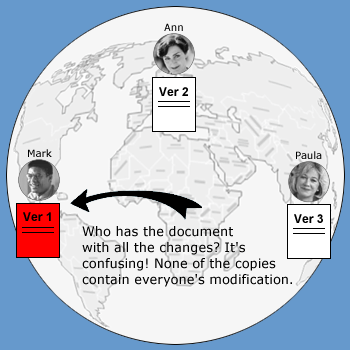 Ann
Ver 2
Mark
Ver 1
Paula
Ver 3
Who has the document
with all the changes? It's
confusing! None of the copies
contain everyone's modification.